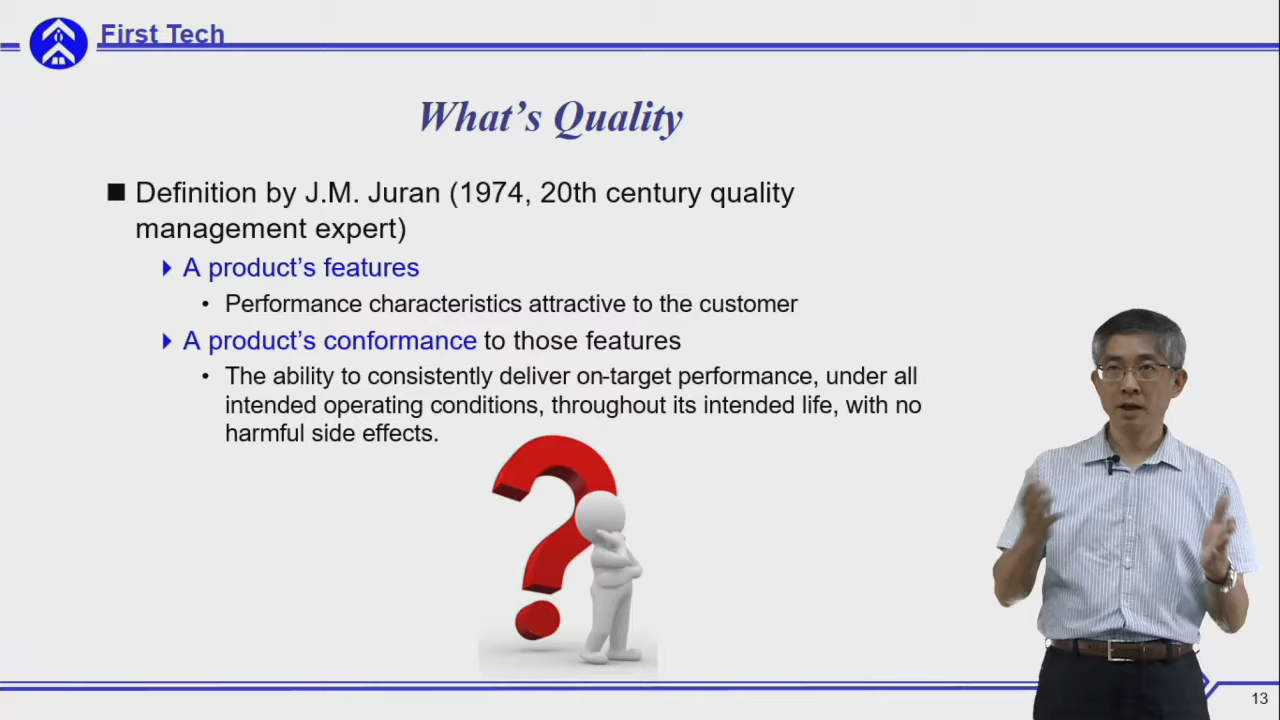 First Tech
What's Quality
Definition by J.M. Juran (1974, 20th century quality
management expert)
A product's features
• Performance characteristics attractive to the customer
A product's conformance to those features
• The ability to consistently deliver on-target performance, under all
intended operating conditions, throughout its intended life, with no
harmful side effects.
13